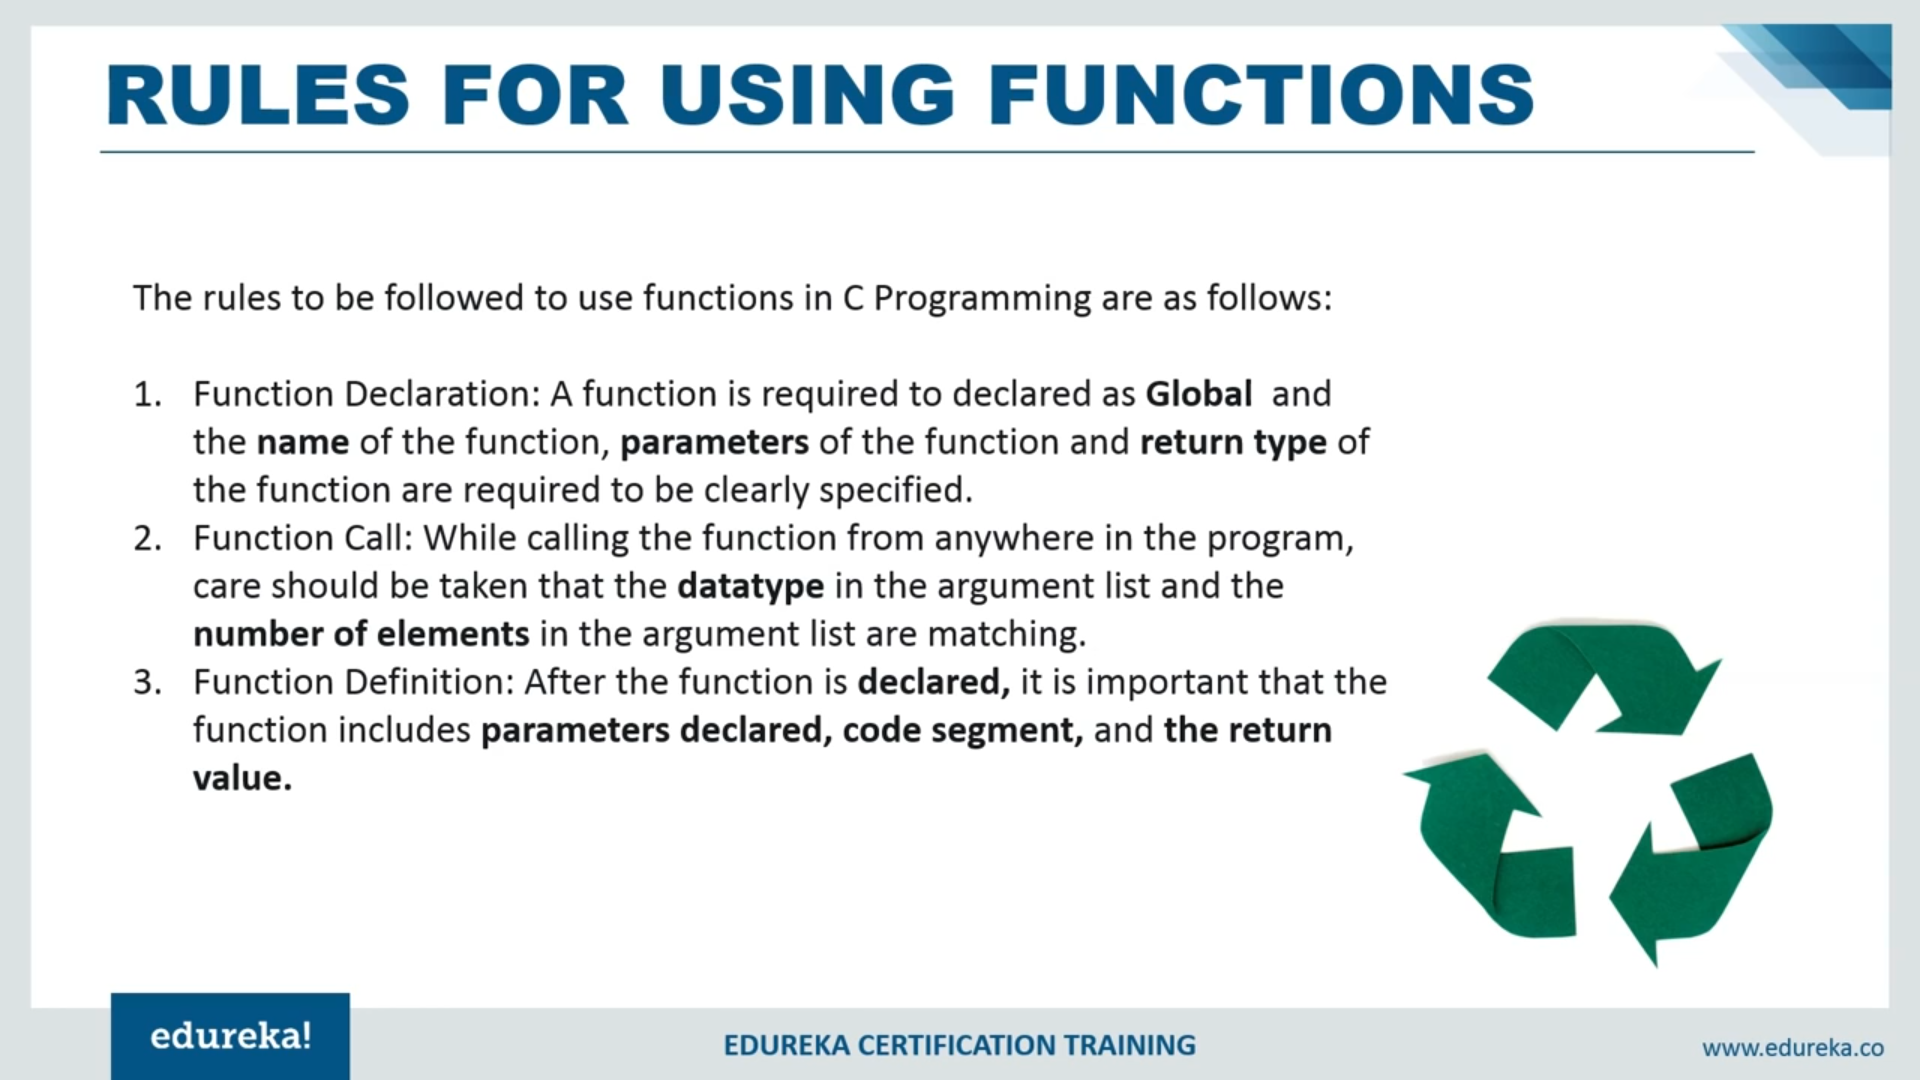 RULES FOR USING FUNCTIONS
The rules to be followed to use functions in C Programming are as follows:
1. Function Declaration: A function is required to declared as Global and
the name of the function, parameters of the function and return type of
the function are required to be clearly specified.
2. Function Call: While calling the function from anywhere in the program,
care should be taken that the datatype in the argument list and the
number of elements in the argument list are matching.
3. Function Definition: After the function is declared, it is important that the
function includes parameters declared, code segment, and the return
value.
edureka!
EDUREKA CERTIFICATION TRAINING
www.edureka.co